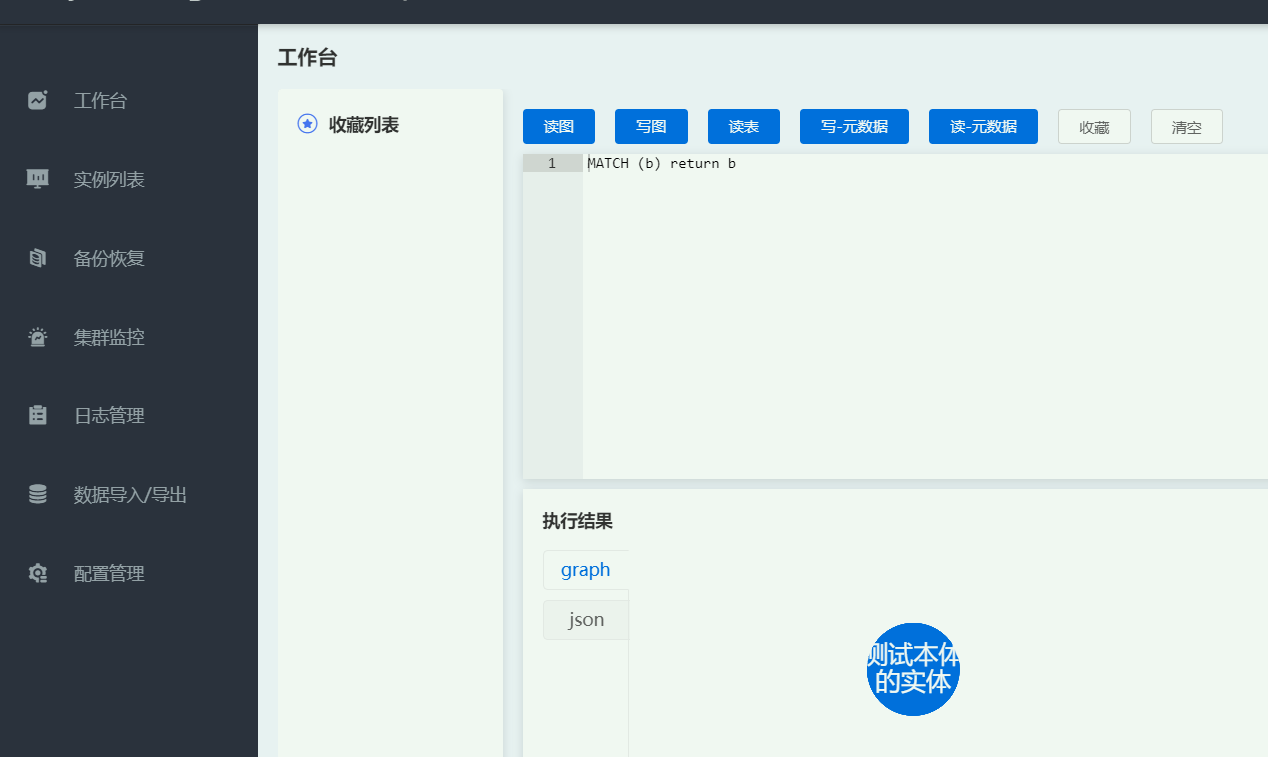 工作台
实例列表
备份恢复
集群监控
日志管理
数据导入/导出
配置管理
工作台
收藏列表
读图 写图 读表 写-元数据 读-元数据 收藏 清空
1 MATCH (b) return b
执行结果
graph
json
测试本体
的实体